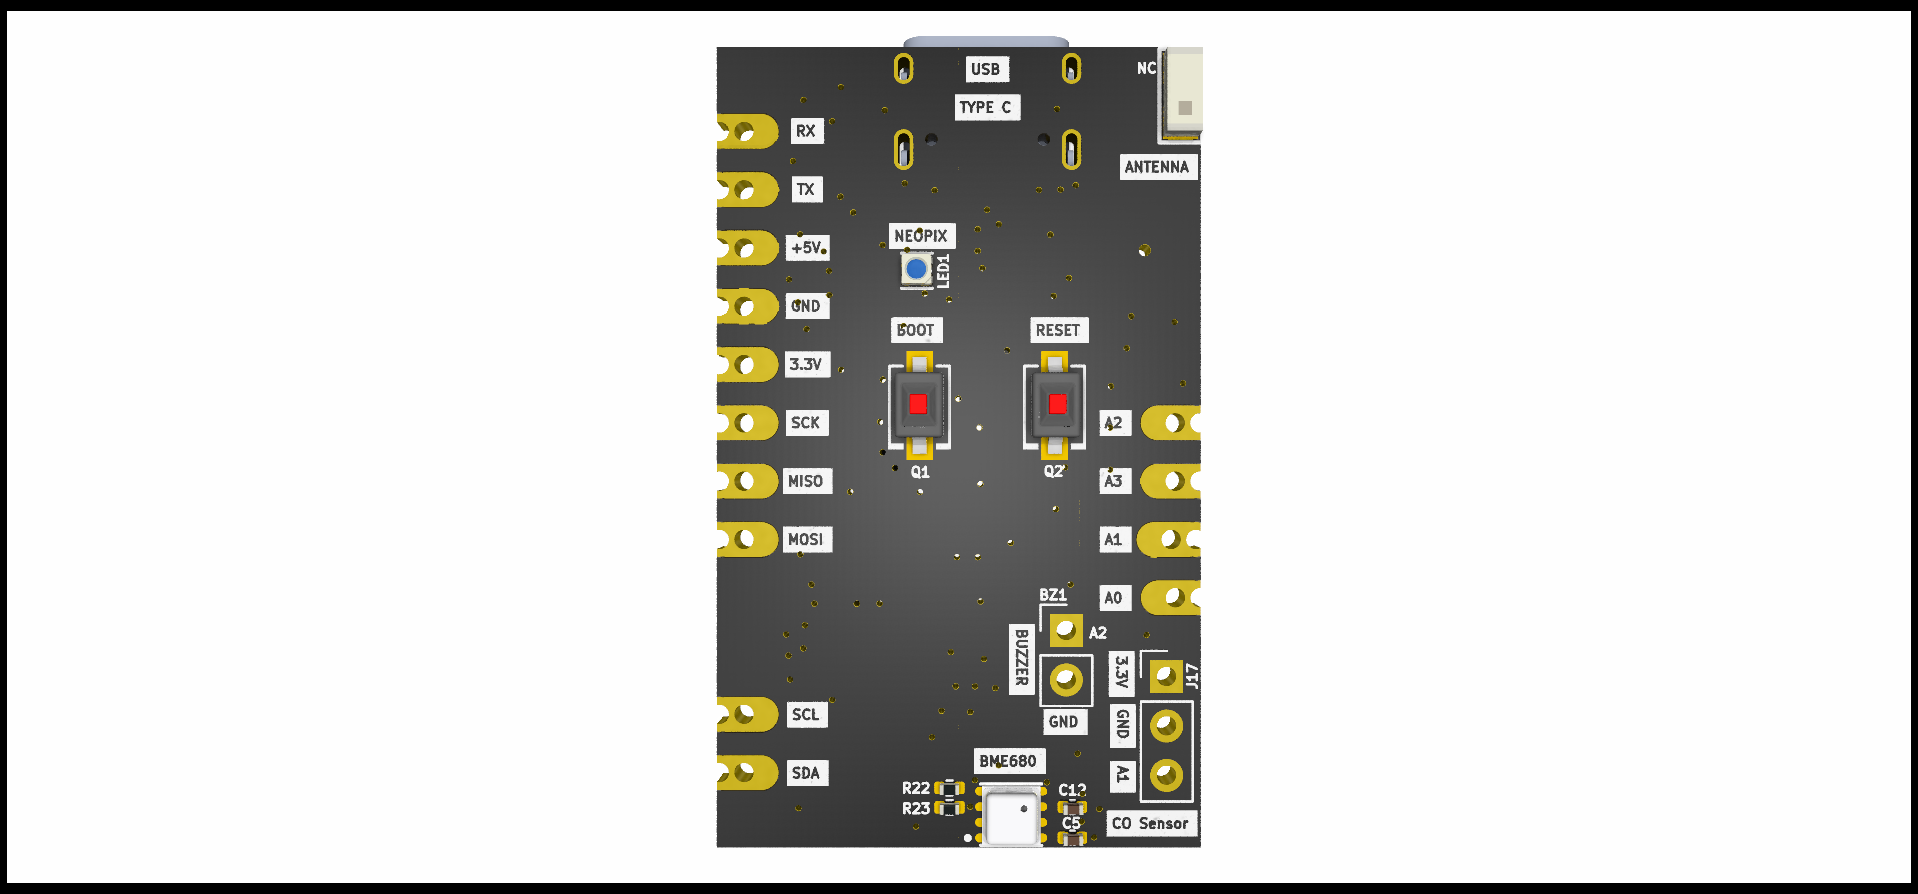 USB
NC
TYPE C
RX
ANTENNA
TX
NEOPIX
+5V
LED1
GND
BOOT
RESET
3.3V
SCK
A2
Q1
Q2
MISO
A3
MOSI
A1
BZ1
A0
A2
BUZZER
3.3V
J17
SCL
GND
GND
BME680
SDA
A1
R22
C12
R23
C5
CO Sensor